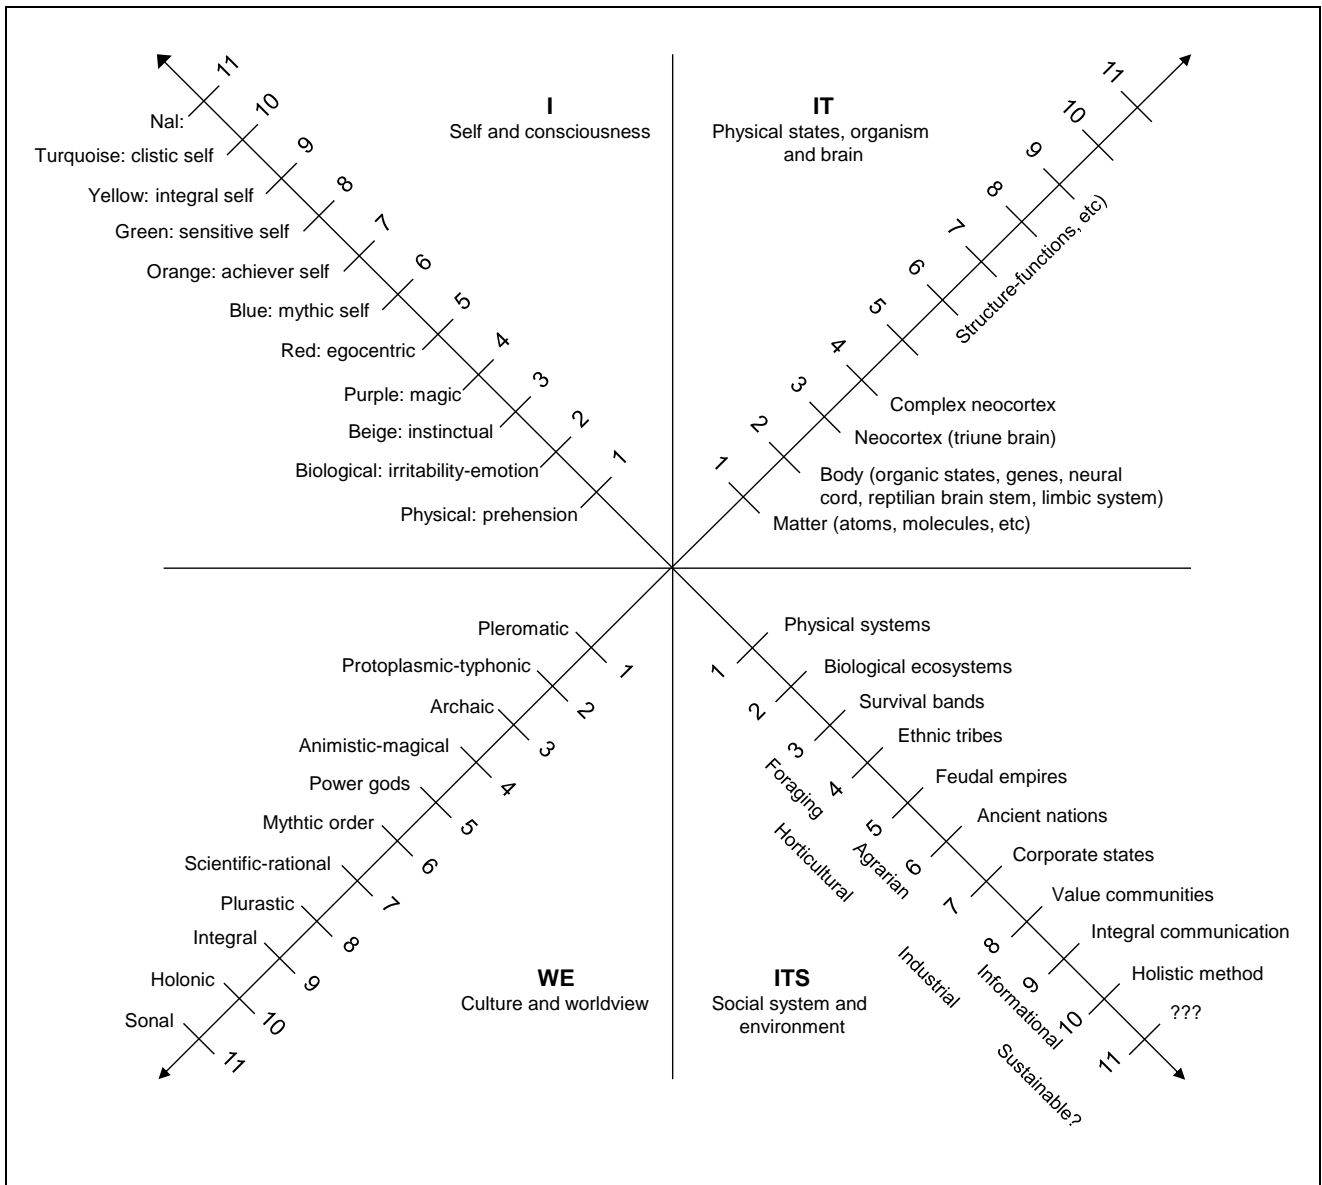 I
Self and consciousness
11
Nal:
10
Turquoise: clistic self
9
Yellow: integral self
8
Green: sensitive self
7
Orange: achiever self
6
Blue: mythic self
5
Red: egocentric
4
Purple: magic
3
Beige: instinctual
2
Biological: irritability-emotion
1
Physical: prehension
IT
Physical states, organism
and brain
11
10
9
8
7
6
5
4
3
2
1
Structure-functions, etc)
Complex neocortex
Neocortex (triune brain)
Body (organic states, genes, neural
cord, reptilian brain stem, limbic system)
Matter (atoms, molecules, etc)
Pleromatic
1
Protoplasmic-typhonic
2
Archaic
3
Animistic-magical
4
Power gods
5
Mythtic order
6
Scientific-rational
7
Plurastic
8
Integral
9
Holonic
10
Sonal
11
WE
Culture and worldview
Physical systems
1
Biological ecosystems
2
Survival bands
3
Ethnic tribes
4
Feudal empires
5
Ancient nations
6
Corporate states
7
Value communities
8
Integral communication
9
Holistic method
10
???
11
Foraging
Horticultural
Agrarian
Industrial
Informational
Sustainable?
ITS
Social system and
environment